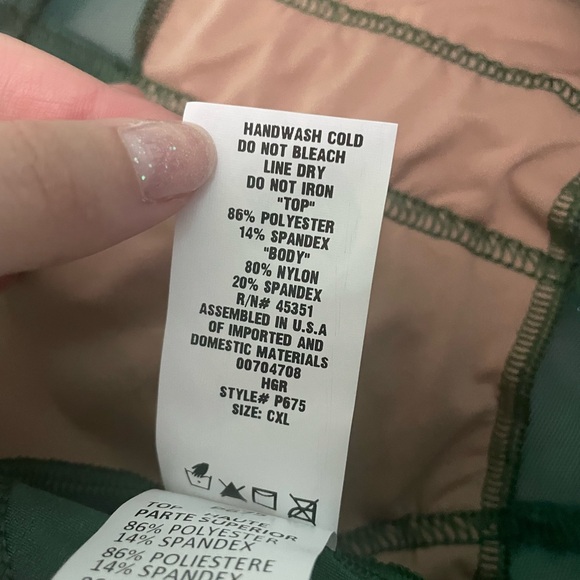 HANDWASH COLD
DO NOT BLEACH
LINE DRY
DO NOT IRON
"TOP"
86% POLYESTER
14% SPANDEX
"BODY"
80% NYLON
20% SPANDEX
R/N# 45351
ASSEMBLED IN U.S.A
OF IMPORTED AND
DOMESTIC MATERIALS
00704708
HGR
STYLE# P675
SIZE: CXL
TOP
PARTE SUPERIOR
86% POLYESTER
14% SPANDEX
86% POLIESTERE
14% SPANDEX